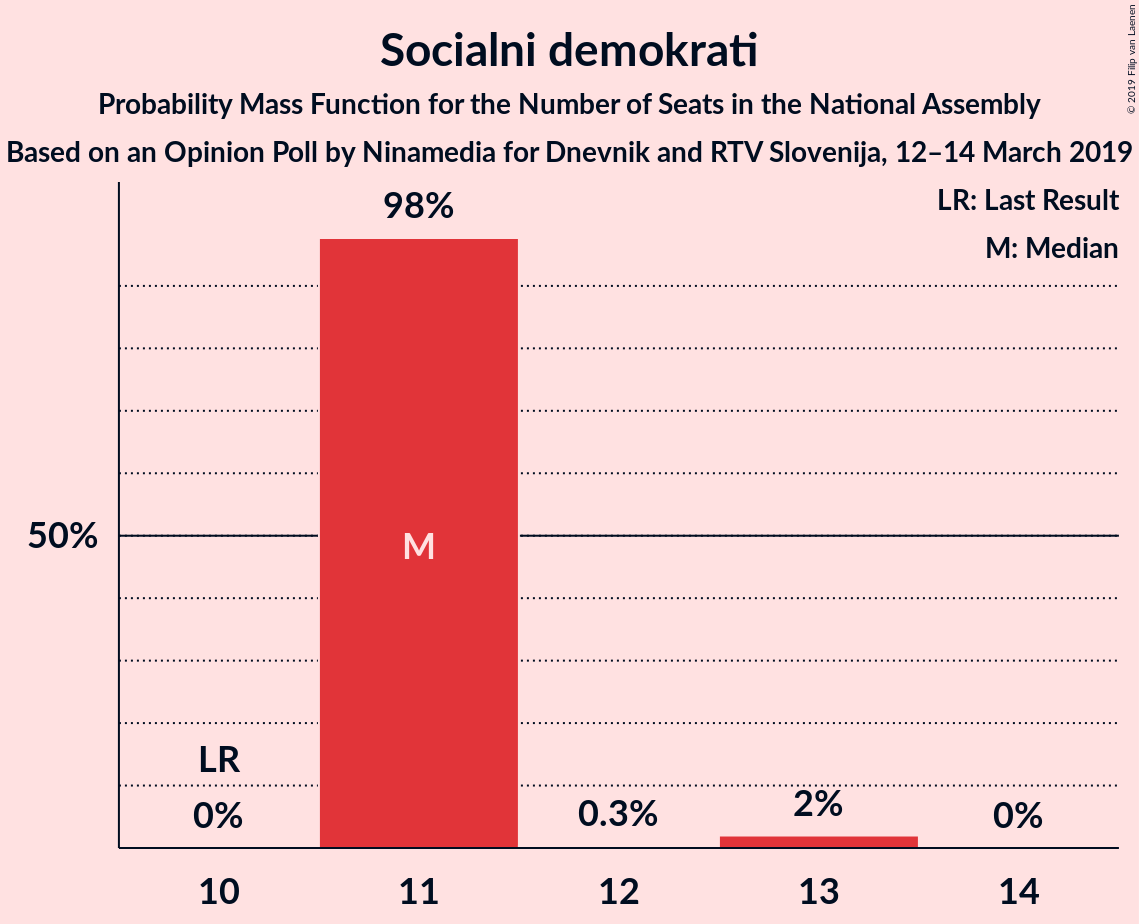 Socialni demokrati
Probability Mass Function for the Number of Seats in the National Assembly
Based on an Opinion Poll by Ninamedia for Dnevnik and RTV Slovenija, 12–14 March 2019
© 2019 Filip van Laenen
LR: Last Result
M: Median
98%
50%
M
LR
0%
0.3%
2%
0%
10
11
12
13
14